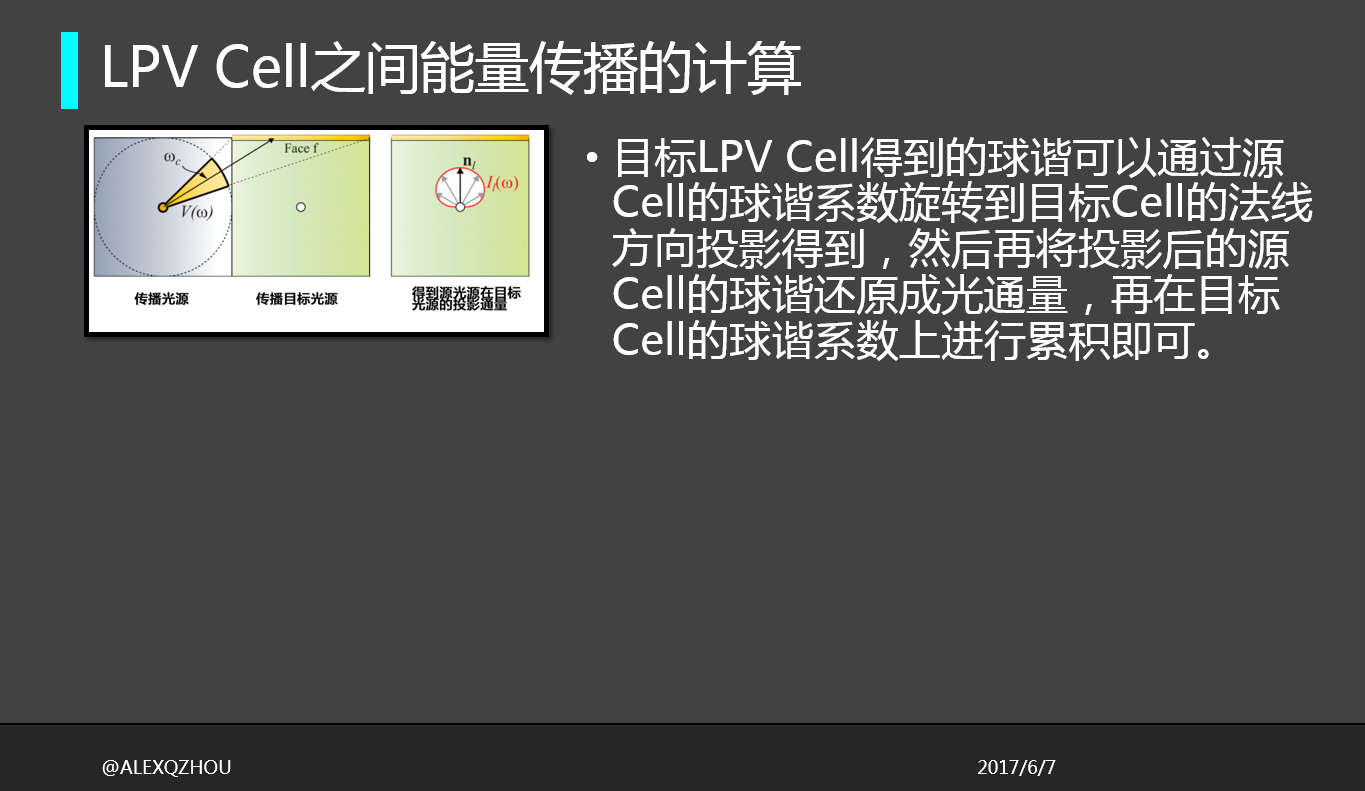 LPV Cell之间能量传播的计算
ωc
Face f
V(ω)
nl
Il(ω)
传播光源
传播目标光源
得到源光源在目标
光源的投影通量
• 目标LPV Cell得到的球谐可以通过源
Cell的球谐系数旋转到目标Cell的法线
方向投影得到，然后再将投影后的源
Cell的球谐还原成光通量，再在目标
Cell的球谐系数上进行累积即可。
@ALEXQZHOU
2017/6/7